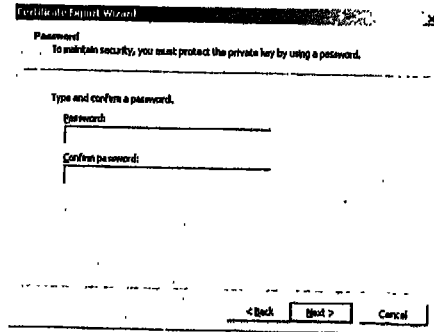 Certificate Export Wizard
Password
To maintain security, you must protect the private key by using a password.
Type and confirm a password.
Password:
Confirm password:
< Back Next > Cancel